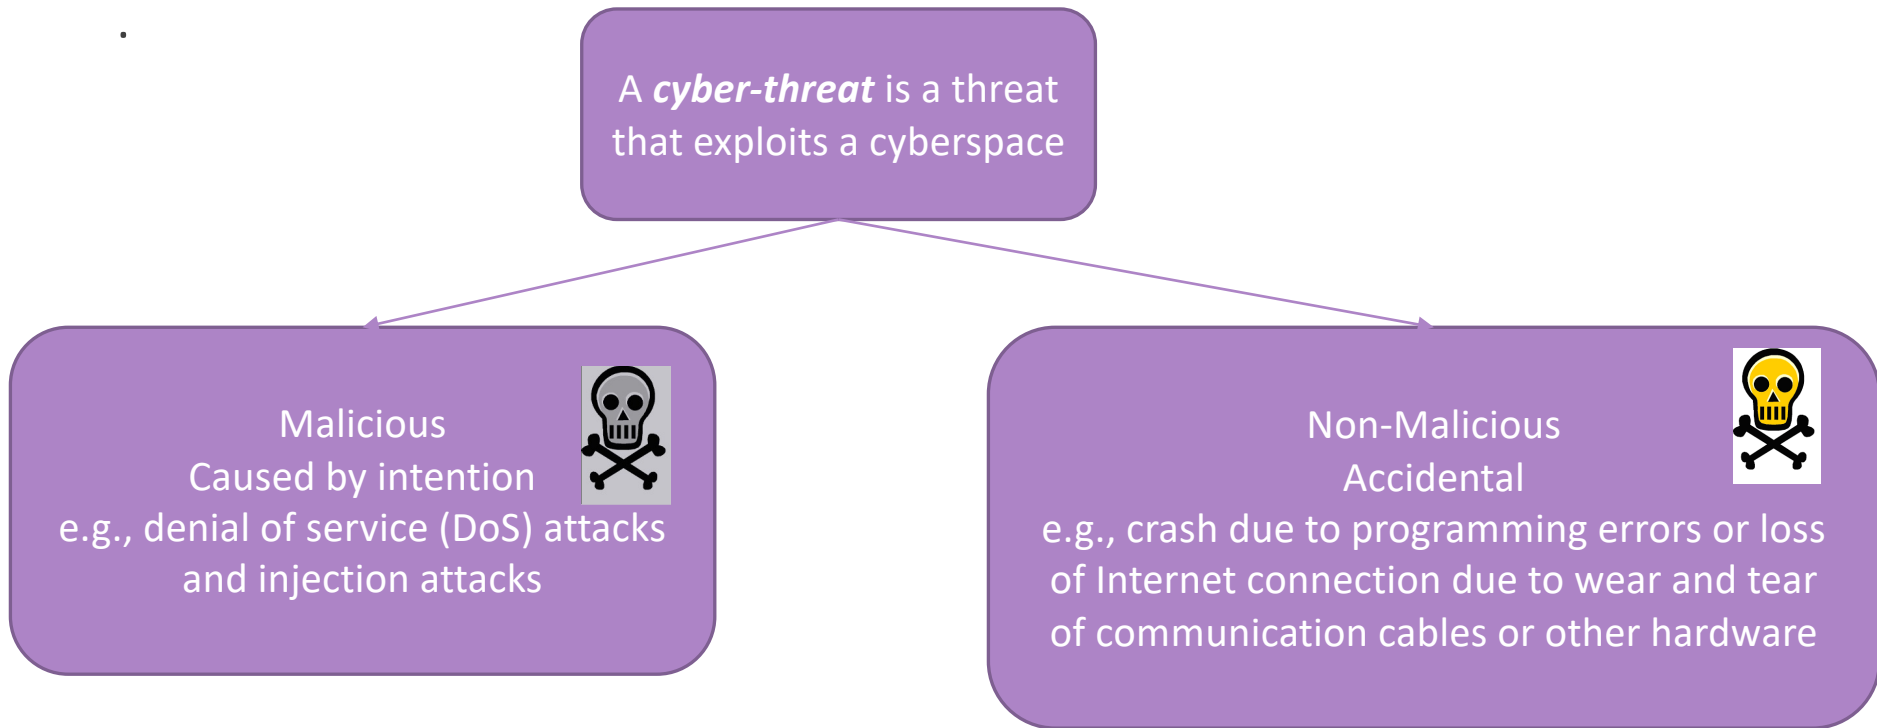 .
A cyber-threat is a threat
that exploits a cyberspace
Malicious
Caused by intention
e.g., denial of service (DoS) attacks
and injection attacks
Non-Malicious
Accidental
e.g., crash due to programming errors or loss
of Internet connection due to wear and tear
of communication cables or other hardware